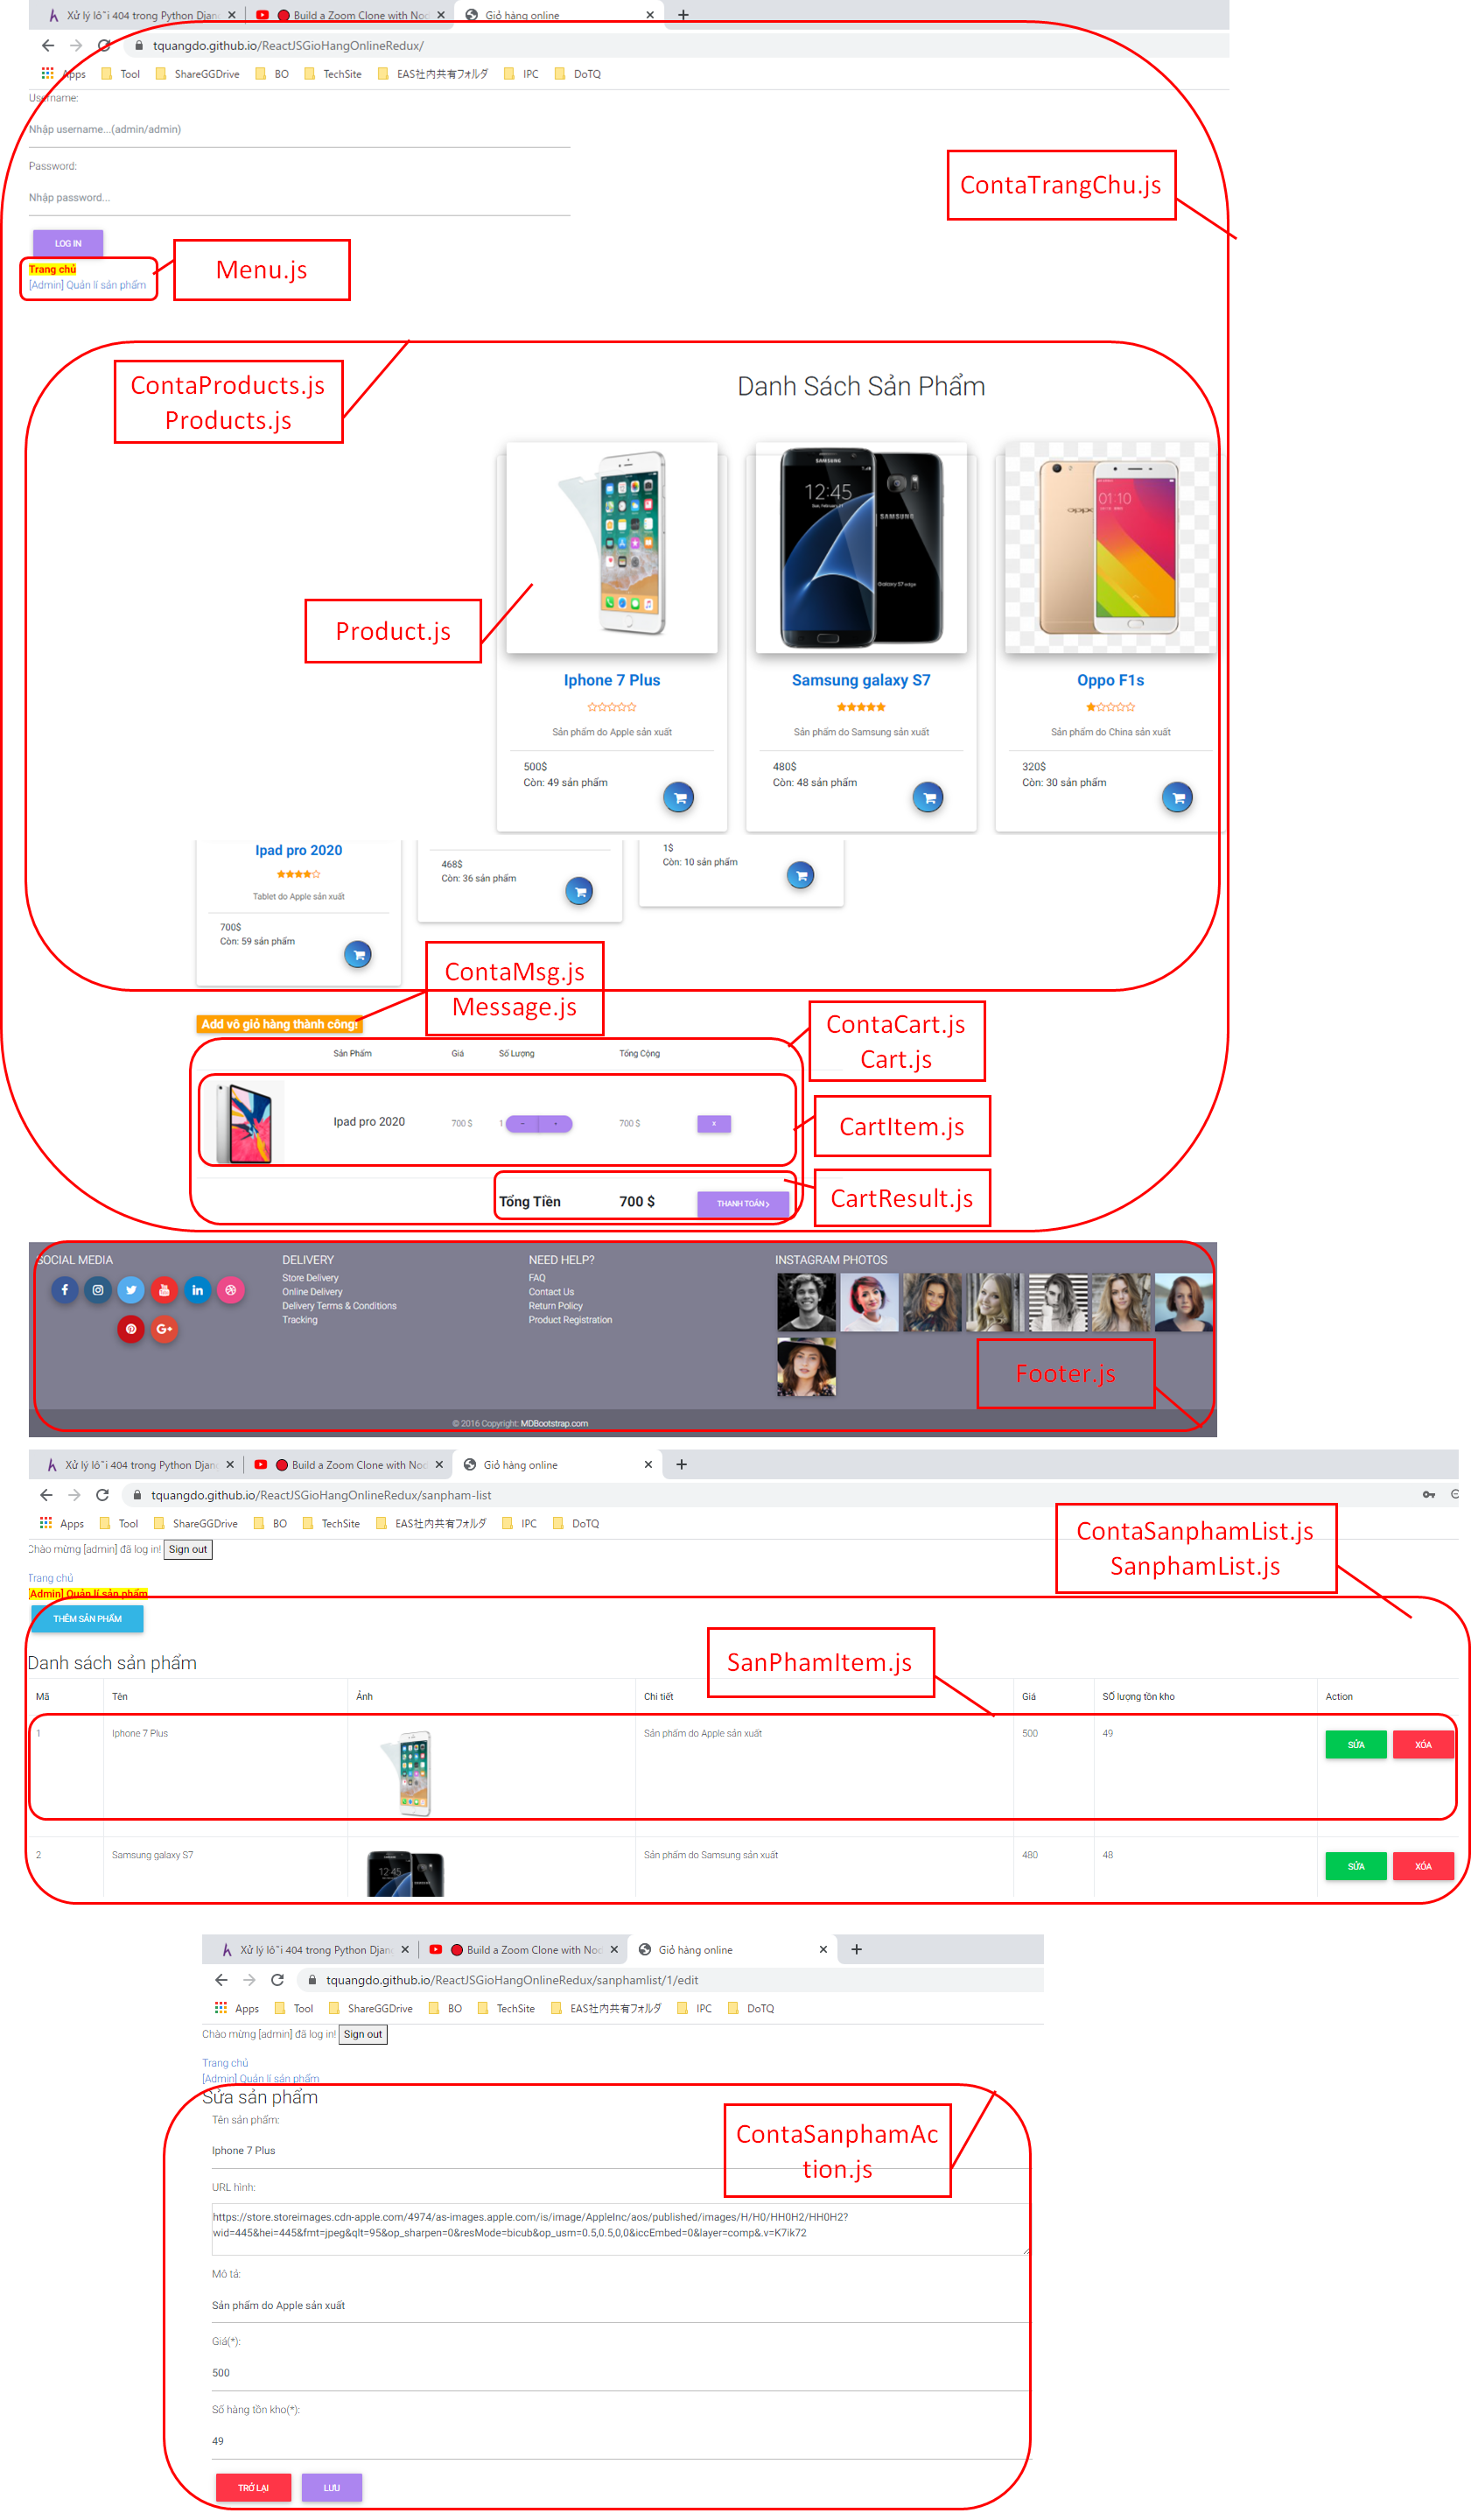 Xử lý lỗi 404 trong Python Djan
Build a Zoom Clone with Nod
Giỏ hàng online
tquangdo.github.io/ReactJSGioHangOnlineRedux/
Apps Tool ShareGGDrive BO TechSite EAS社内共有フォルダ IPC DoTQ
Username:
Nhập username...(admin/admin)
Password:
Nhập password...
ContaTrangChu.js
LOG IN
Trang chủ
[Admin] Quản lí sản phẩm
Menu.js
ContaProducts.js
Products.js
Danh Sách Sản Phẩm
Product.js
Iphone 7 Plus
Sản phẩm do Apple sản xuất
500$
Còn: 49 sản phẩm
Samsung galaxy S7
Sản phẩm do Samsung sản xuất
480$
Còn: 48 sản phẩm
Oppo F1s
Sản phẩm do China sản xuất
320$
Còn: 30 sản phẩm
Ipad pro 2020
Tablet do Apple sản xuất
700$
Còn: 59 sản phẩm
468$
Còn: 36 sản phẩm
1$
Còn: 10 sản phẩm
ContaMsg.js
Message.js
Add vô giỏ hàng thành công!
ContaCart.js
Cart.js
Sản Phẩm Giá Số Lượng Tổng Cộng
Ipad pro 2020 700 $ 1 - + 700 $ x
CartItem.js
CartResult.js
Tổng Tiền 700 $ THANH TOÁN
SOCIAL MEDIA
DELIVERY
Store Delivery
Online Delivery
Delivery Terms & Conditions
Tracking
NEED HELP?
FAQ
Contact Us
Return Policy
Product Registration
INSTAGRAM PHOTOS
Footer.js
© 2016 Copyright: MDBootstrap.com
Xử lý lỗi 404 trong Python Djan
Build a Zoom Clone with Nod
Giỏ hàng online
tquangdo.github.io/ReactJSGioHangOnlineRedux/sanpham-list
Apps Tool ShareGGDrive BO TechSite EAS社内共有フォルダ IPC DoTQ
Chào mừng [admin] đã log in! Sign out
ContaSanphamList.js
SanphamList.js
Trang chủ
[Admin] Quản lí sản phẩm
THÊM SẢN PHẨM
Danh sách sản phẩm
SanPhamItem.js
Mã Tên Ảnh Chi tiết Giá SỐ lượng tồn kho Action
1 Iphone 7 Plus Sản phẩm do Apple sản xuất 500 49 SỬA XÓA
2 Samsung galaxy S7 Sản phẩm do Samsung sản xuất 480 48 SỬA XÓA
Xử lý lỗi 404 trong Python Djan
Build a Zoom Clone with Nod
Giỏ hàng online
tquangdo.github.io/ReactJSGioHangOnlineRedux/sanphamlist/1/edit
Apps Tool ShareGGDrive BO TechSite EAS社内共有フォルダ IPC DoTQ
Chào mừng [admin] đã log in! Sign out
Trang chủ
[Admin] Quản lí sản phẩm
Sửa sản phẩm
ContaSanphamAc
tion.js
Tên sản phẩm:
Iphone 7 Plus
URL hình:
https://store.storeimages.cdn-apple.com/4974/as-images.apple.com/is/image/AppleInc/aos/published/images/H/H0/HH0H2/HH0H2?
wid=445&hei=445&fmt=jpeg&qlt=95&op_sharpen=0&resMode=bicub&op_usm=0.5,0.5,0,0&iccEmbed=0&layer=comp&.v=K7ik72
Mô tả:
Sản phẩm do Apple sản xuất
Giá(*):
500
Số hàng tồn kho(*):
49
TRỞ LẠI LƯU